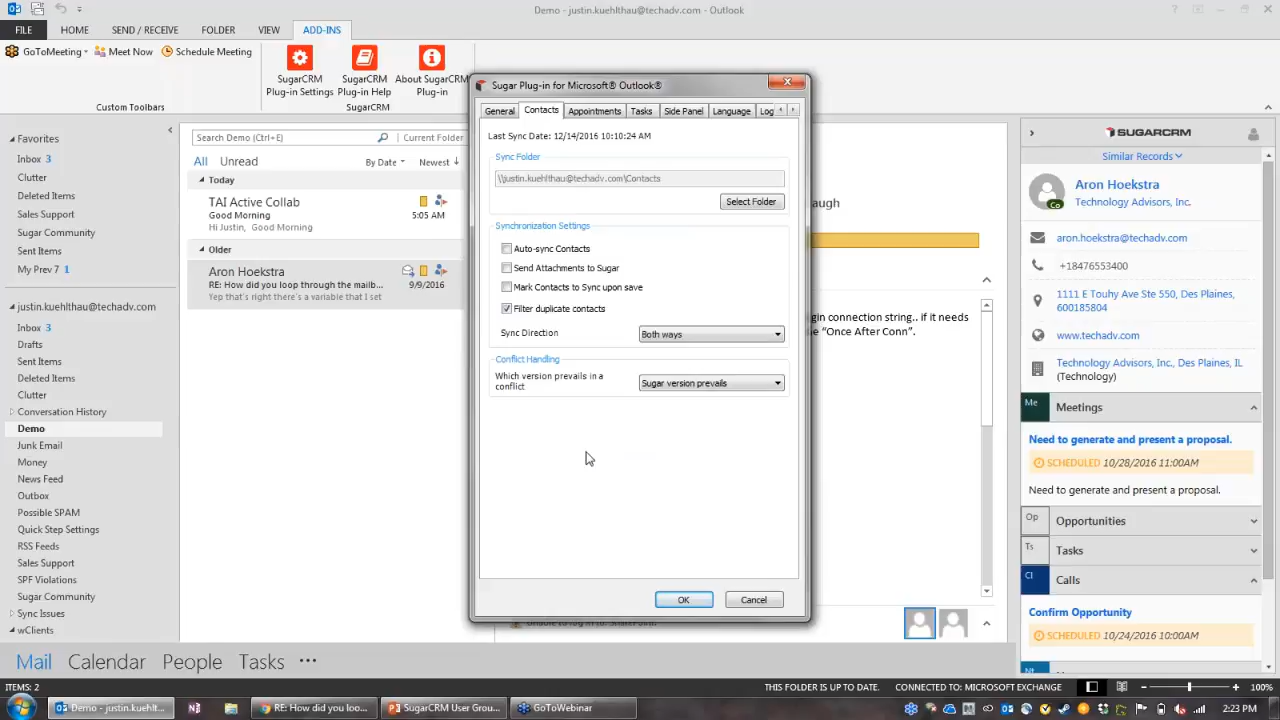 Demo - justin.kuehlthau@techadv.com - Outlook
FILE HOME SEND / RECEIVE FOLDER VIEW ADD-INS
GoToMeeting Meet Now Schedule Meeting
SugarCRM Plug-in Settings
SugarCRM Plug-in Help
About SugarCRM Plug-in
Custom Toolbars
SugarCRM
Favorites
Inbox 3
Clutter
Deleted Items
Sales Support
Sugar Community
Sent Items
My Prev 7 1
justin.kuehlthau@techadv.com
Inbox 3
Drafts
Sent Items
Deleted Items
Clutter
Conversation History
Demo
Junk Email
Money
News Feed
Outbox
Possible SPAM
Quick Step Settings
RSS Feeds
Sales Support
SPF Violations
Sugar Community
Sync Issues
wClients
Search Demo (Ctrl+E)
Current Folder
All Unread
By Date Newest
Today
TAI Active Collab
Good Morning 5:05 AM
Hi Justin, Good Morning
Older
Aron Hoekstra
RE: How did you loop through the mailb... 9/9/2016
Yep that's right there's a variable that I set
Sugar Plug-in for Microsoft® Outlook®
General Contacts Appointments Tasks Side Panel Language Log
Last Sync Date: 12/14/2016 10:10:24 AM
Sync Folder
\\justin.kuehlthau@techadv.com\Contacts
Select Folder
Synchronization Settings
Auto-sync Contacts
Send Attachments to Sugar
Mark Contacts to Sync upon save
Filter duplicate contacts
Sync Direction Both ways
Conflict Handling
Which version prevails in a
conflict
Sugar version prevails
OK Cancel
augh
gin connection string.. if it needs
e "Once After Conn".
SUGARCRM
Similar Records
Aron Hoekstra
Technology Advisors, Inc.
Co
aron.hoekstra@techadv.com
+18476553400
1111 E Touhy Ave Ste 550, Des Plaines,
600185804
www.techadv.com
Technology Advisors, Inc., Des Plaines, IL
(Technology)
Me Meetings
Need to generate and present a proposal.
SCHEDULED 10/28/2016 11:00AM
Need to generate and present a proposal.
Op Opportunities
Ts Tasks
Cl Calls
Confirm Opportunity
SCHEDULED 10/24/2016 10:00AM
Nt
Mail Calendar People Tasks
ITEMS: 2
THIS FOLDER IS UP TO DATE. CONNECTED TO: MICROSOFT EXCHANGE
100%
Demo - justin.kuehlt...
RE: How did you loo...
SugarCRM User Grou...
GoToWebinar
2:23 PM